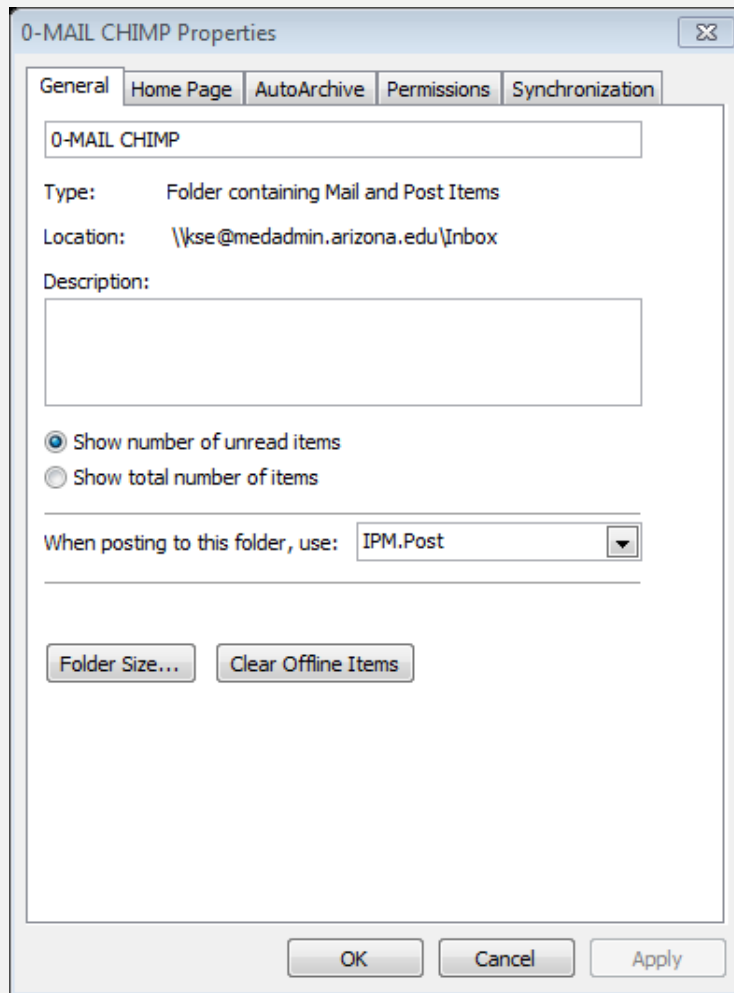 0-MAIL CHIMP Properties
General Home Page AutoArchive Permissions Synchronization
0-MAIL CHIMP
Type: Folder containing Mail and Post Items
Location: \\kse@medadmin.arizona.edu\Inbox
Description:
Show number of unread items
Show total number of items
When posting to this folder, use: IPM.Post
Folder Size... Clear Offline Items
OK Cancel Apply